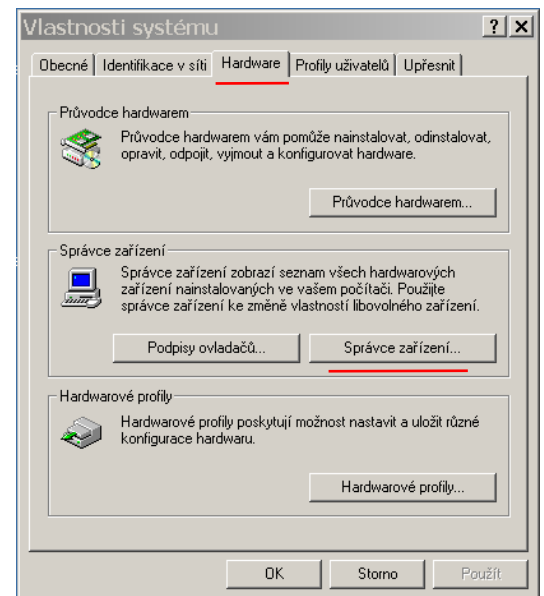 Vlastnosti systému
Obecné Identifikace v síti Hardware Profily uživatelů Upřesnit
Průvodce hardwarem
Průvodce hardwarem vám pomůže nainstalovat, odinstalovat,
opravit, odpojit, vyjmout a konfigurovat hardware.
Průvodce hardwarem...
Správce zařízení
Správce zařízení zobrazí seznam všech hardwarových
zařízení nainstalovaných ve vašem počítači. Použijte
správce zařízení ke změně vlastností libovolného zařízení.
Podpisy ovladačů... Správce zařízení...
Hardwarové profily
Hardwarové profily poskytují možnost nastavit a uložit různé
konfigurace hardwaru.
Hardwarové profily...
OK Storno Použít